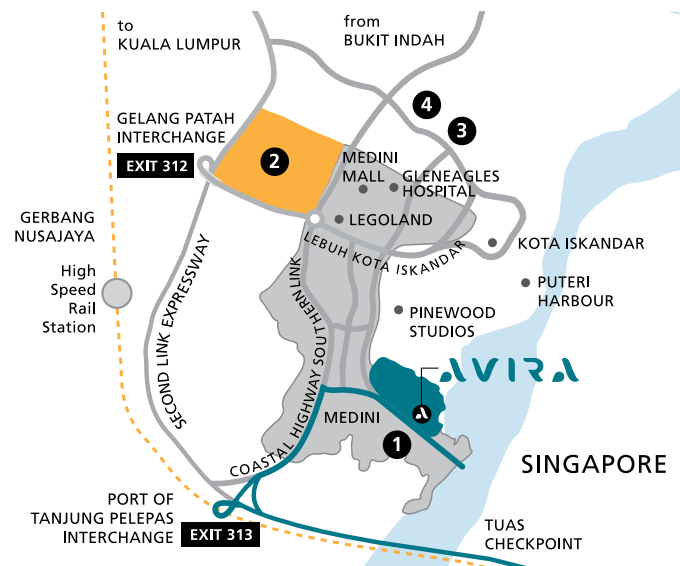 to
KUALA LUMPUR
from
BUKIT INDAH
GELANG PATAH
INTERCHANGE
EXIT 312
4
3
2
MEDINI
MALL
GLENEAGLES
HOSPITAL
LEGOLAND
LEBUH KOTA ISKANDAR
KOTA ISKANDAR
GERBANG
NUSAJAYA
High
Speed
Rail
Station
SECOND LINK EXPRESSWAY
COASTAL HIGHWAY SOUTHERN LINK
PUTERI
HARBOUR
PINEWOOD
STUDIOS
AVIRA
A
MEDINI
1
SINGAPORE
PORT OF
TANJUNG PELEPAS
INTERCHANGE
EXIT 313
TUAS
CHECKPOINT